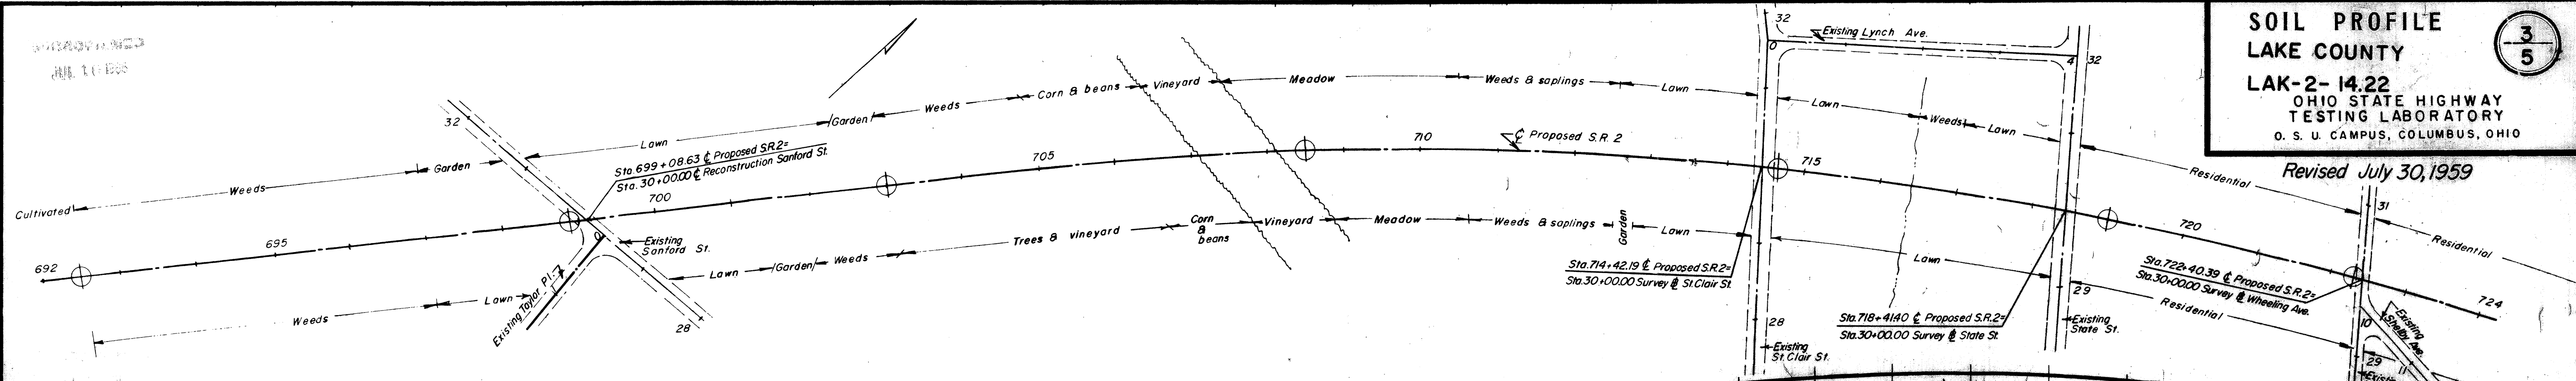 SOIL PROFILE
LAKE COUNTY
LAK-2-14.22
OHIO STATE HIGHWAY
TESTING LABORATORY
O. S. U. CAMPUS, COLUMBUS, OHIO
3
5
Revised July 30, 1959
32
Existing Lynch Ave.
0
4
32
Corn & beans
Vineyard
Meadow
Weeds & saplings
Lawn
Lawn
Weeds
Lawn
Weeds
Garden
Lawn
32
Garden
Weeds
Cultivated
Sta. 699+08.63 ℄ Proposed S.R.2=
Sta. 30+00.00 ℄ Reconstruction Sanford St.
692
695
700
705
710
℄ Proposed S.R. 2
715
720
724
Residential
31
Residential
0
Existing
Sanford St.
Existing Taylor Pl.
Weeds
Lawn
28
Lawn
Garden
Weeds
Trees & vineyard
Corn
&
beans
Vineyard
Meadow
Weeds & saplings
Garden
Lawn
Sta. 714+42.19 ℄ Proposed S.R.2=
Sta. 30+00.00 Survey ℄ St. Clair St.
28
Existing
St. Clair St.
Lawn
Sta. 718+41.40 ℄ Proposed S.R.2=
Sta. 30+00.00 Survey ℄ State St.
29
Existing
State St.
Residential
Sta. 722+40.39 ℄ Proposed S.R.2=
Sta. 30+00.00 Survey ℄ Wheeling Ave.
10
Existing
Shelby Ave.
29
11